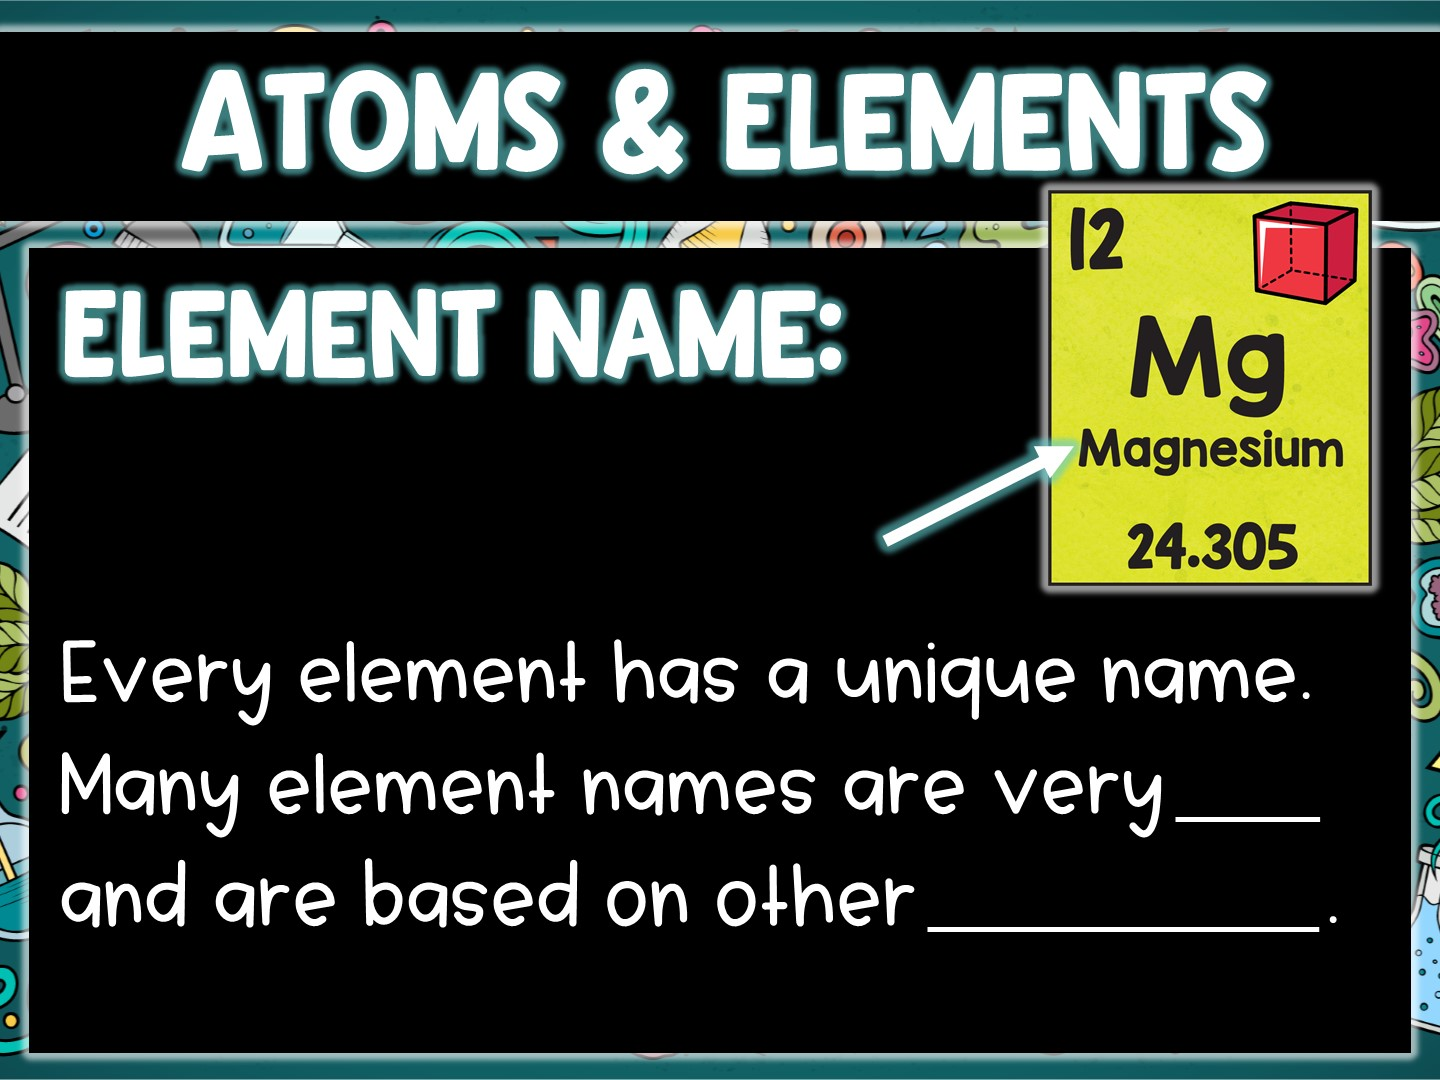 ATOMS & ELEMENTS
12
Mg
Magnesium
24.305
ELEMENT NAME:
Every element has a unique name.
Many element names are very ____
and are based on other ___________.